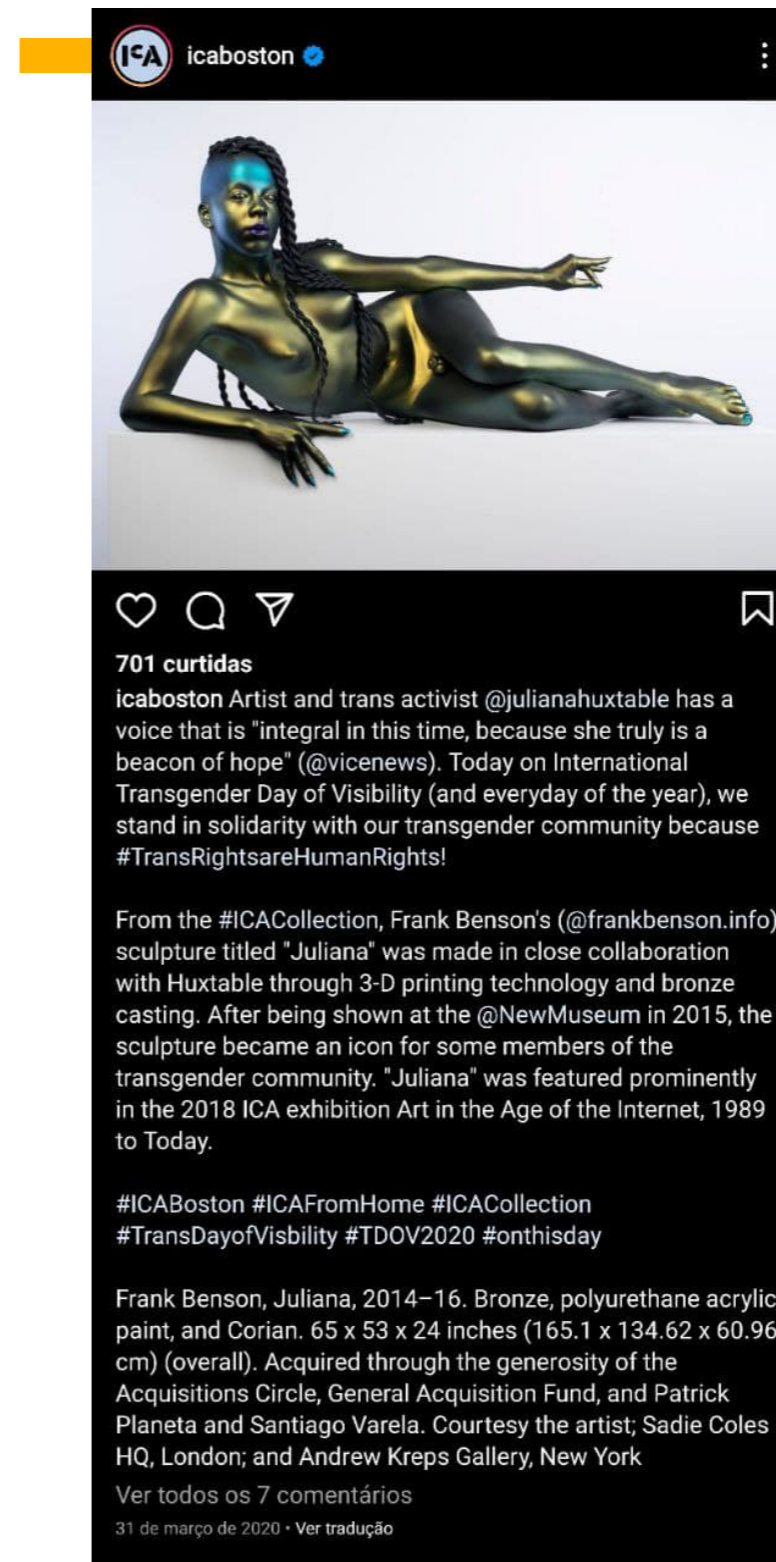 ICA icaboston
701 curtidas
icaboston Artist and trans activist @julianahuxtable has a
voice that is "integral in this time, because she truly is a
beacon of hope" (@vicenews). Today on International
Transgender Day of Visibility (and everyday of the year), we
stand in solidarity with our transgender community because
#TransRightsareHumanRights!
From the #ICACollection, Frank Benson's (@frankbenson.info)
sculpture titled "Juliana" was made in close collaboration
with Huxtable through 3-D printing technology and bronze
casting. After being shown at the @NewMuseum in 2015, the
sculpture became an icon for some members of the
transgender community. "Juliana" was featured prominently
in the 2018 ICA exhibition Art in the Age of the Internet, 1989
to Today.
#ICABoston #ICAFromHome #ICACollection
#TransDayofVisbility #TDOV2020 #onthisday
Frank Benson, Juliana, 2014–16. Bronze, polyurethane acrylic
paint, and Corian. 65 x 53 x 24 inches (165.1 x 134.62 x 60.96
cm) (overall). Acquired through the generosity of the
Acquisitions Circle, General Acquisition Fund, and Patrick
Planeta and Santiago Varela. Courtesy the artist; Sadie Coles
HQ, London; and Andrew Kreps Gallery, New York
Ver todos os 7 comentários
31 de março de 2020 • Ver tradução